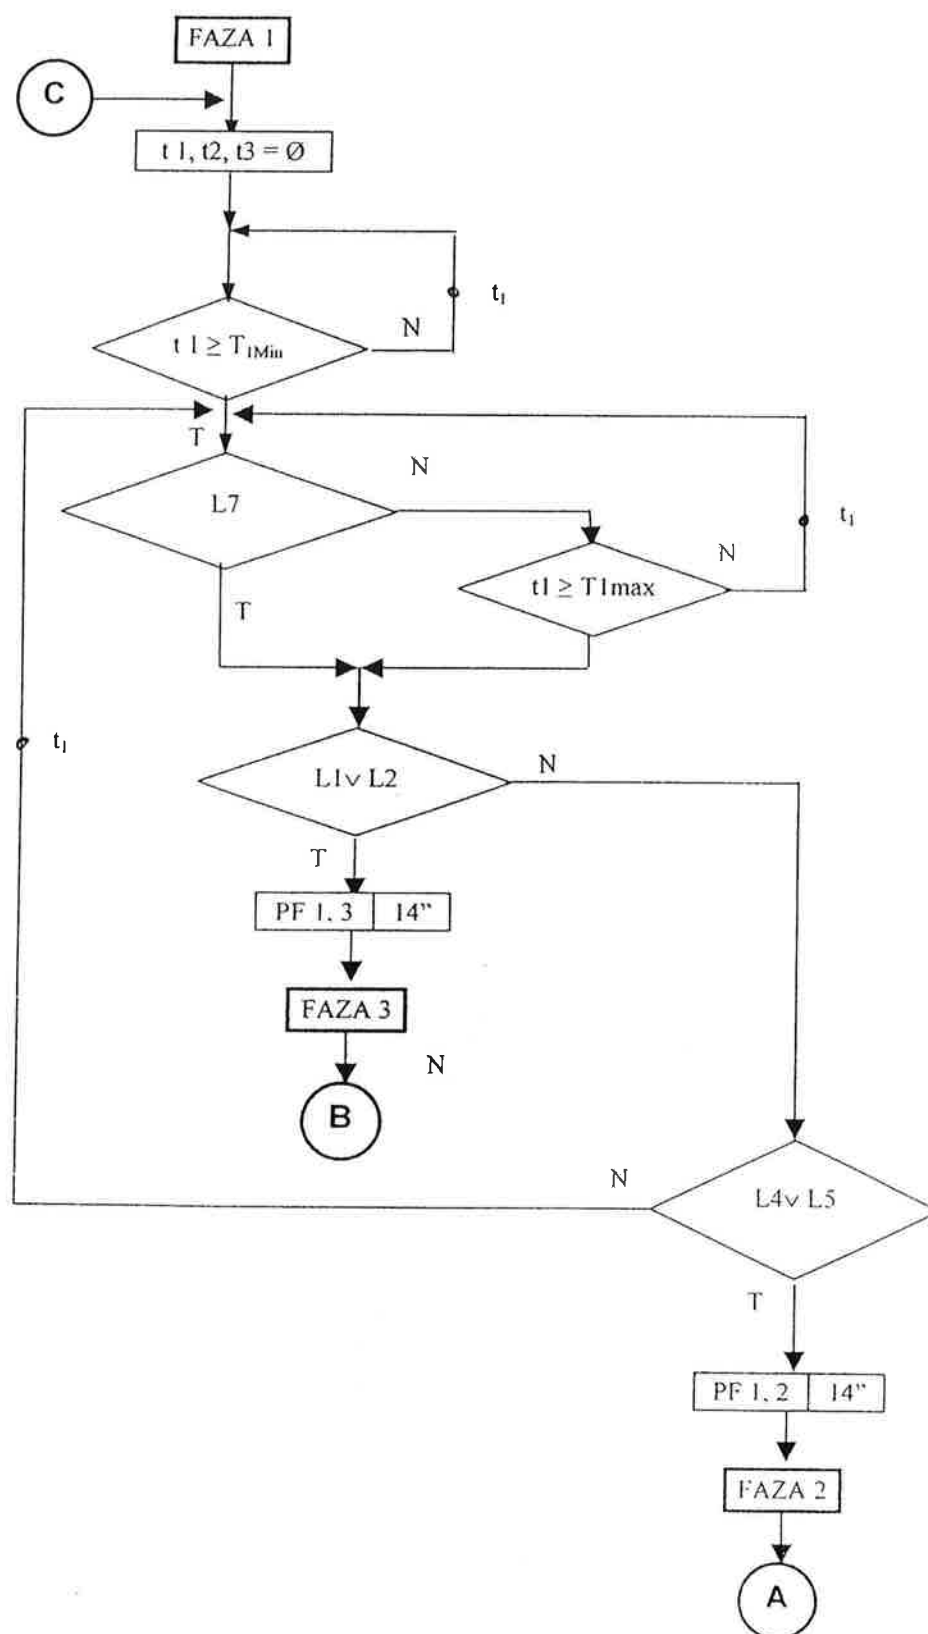 FAZA 1
C
t 1, t2, t3 = Ø
t₁
N
t 1 ≥ T₁Min
T
N
L7
t₁
N
t1 ≥ T1max
T
t₁
N
L1∨ L2
T
PF 1, 3 14”
FAZA 3
N
B
N
L4∨ L5
T
PF 1, 2 14”
FAZA 2
A